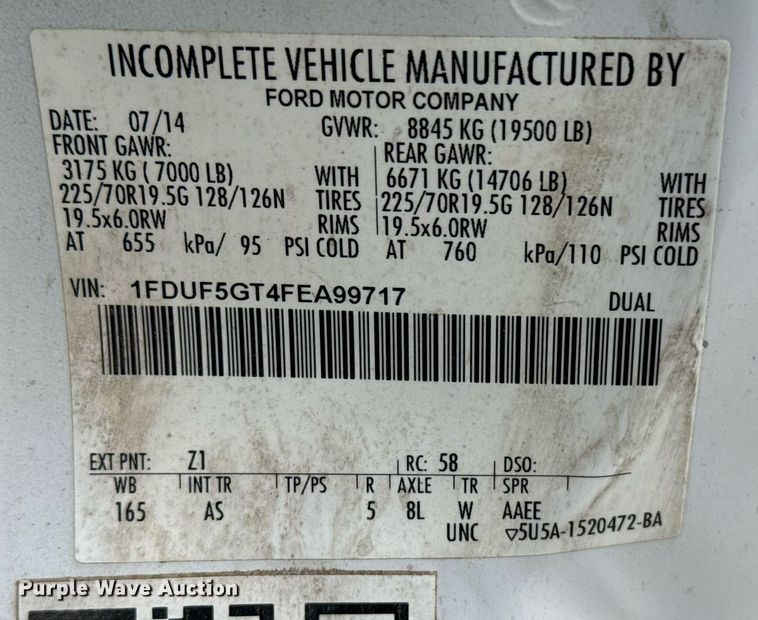 INCOMPLETE VEHICLE MANUFACTURED BY
FORD MOTOR COMPANY
DATE: 07/14 GVWR: 8845 KG (19500 LB)
FRONT GAWR: REAR GAWR:
3175 KG ( 7000 LB) WITH 6671 KG (14706 LB) WITH
225/70R19.5G 128/126N TIRES 225/70R19.5G 128/126N TIRES
19.5x6.0RW RIMS 19.5x6.0RW RIMS
AT 655 kPa/ 95 PSI COLD AT 760 kPa/110 PSI COLD
VIN: 1FDUF5GT4FEA99717 DUAL
EXT PNT: Z1 RC: 58 DSO:
WB INT TR TP/PS R AXLE TR SPR
165 AS 5 8L W AAEE
UNC ▽5U5A-1520472-BA
Purple Wave Auction